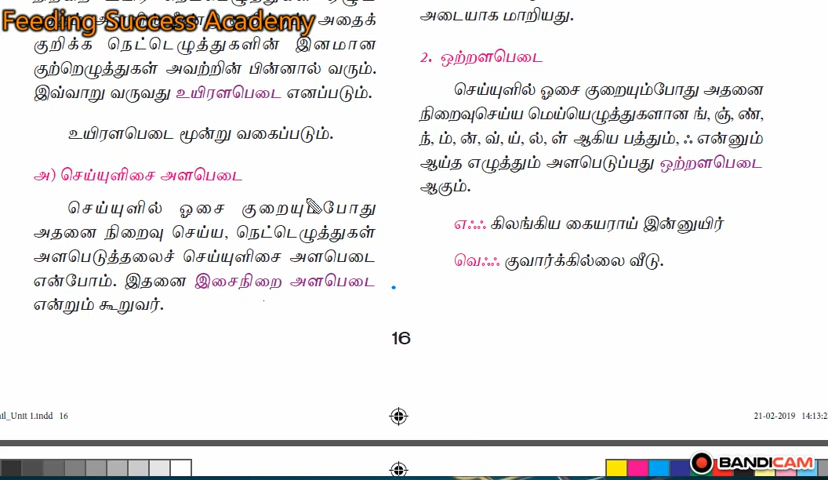 Feeding Success Academy
அதைக்
குறிக்க நெட்டெழுத்துகளின் இனமான
குற்றெழுத்துகள் அவற்றின் பின்னால் வரும்.
இவ்வாறு வருவது உயிரளபெடை எனப்படும்.
உயிரளபெடை மூன்று வகைப்படும்.
அ) செய்யுளிசை அளபெடை
செய்யுளில் ஓசை குறையும்போது
அதனை நிறைவு செய்ய, நெட்டெழுத்துகள்
அளபெடுத்தலைச் செய்யுளிசை அளபெடை
என்போம். இதனை இசைநிறை அளபெடை
என்றும் கூறுவர்.
அடையாக மாறியது.
2. ஒற்றளபெடை
செய்யுளில் ஓசை குறையும்போது அதனை
நிறைவுசெய்ய மெய்யெழுத்துகளான ங், ஞ், ண்,
ந், ம், ன், வ், ய், ல், ள் ஆகிய பத்தும், ஃ என்னும்
ஆய்த எழுத்தும் அளபெடுப்பது ஒற்றளபெடை
ஆகும்.
எஃஃ கிலங்கிய கையராய் இன்னுயிர்
வெஃஃ குவார்க்கில்லை வீடு.
16
il_Unit 1.indd 16
21-02-2019 14:13:2
BANDICAM